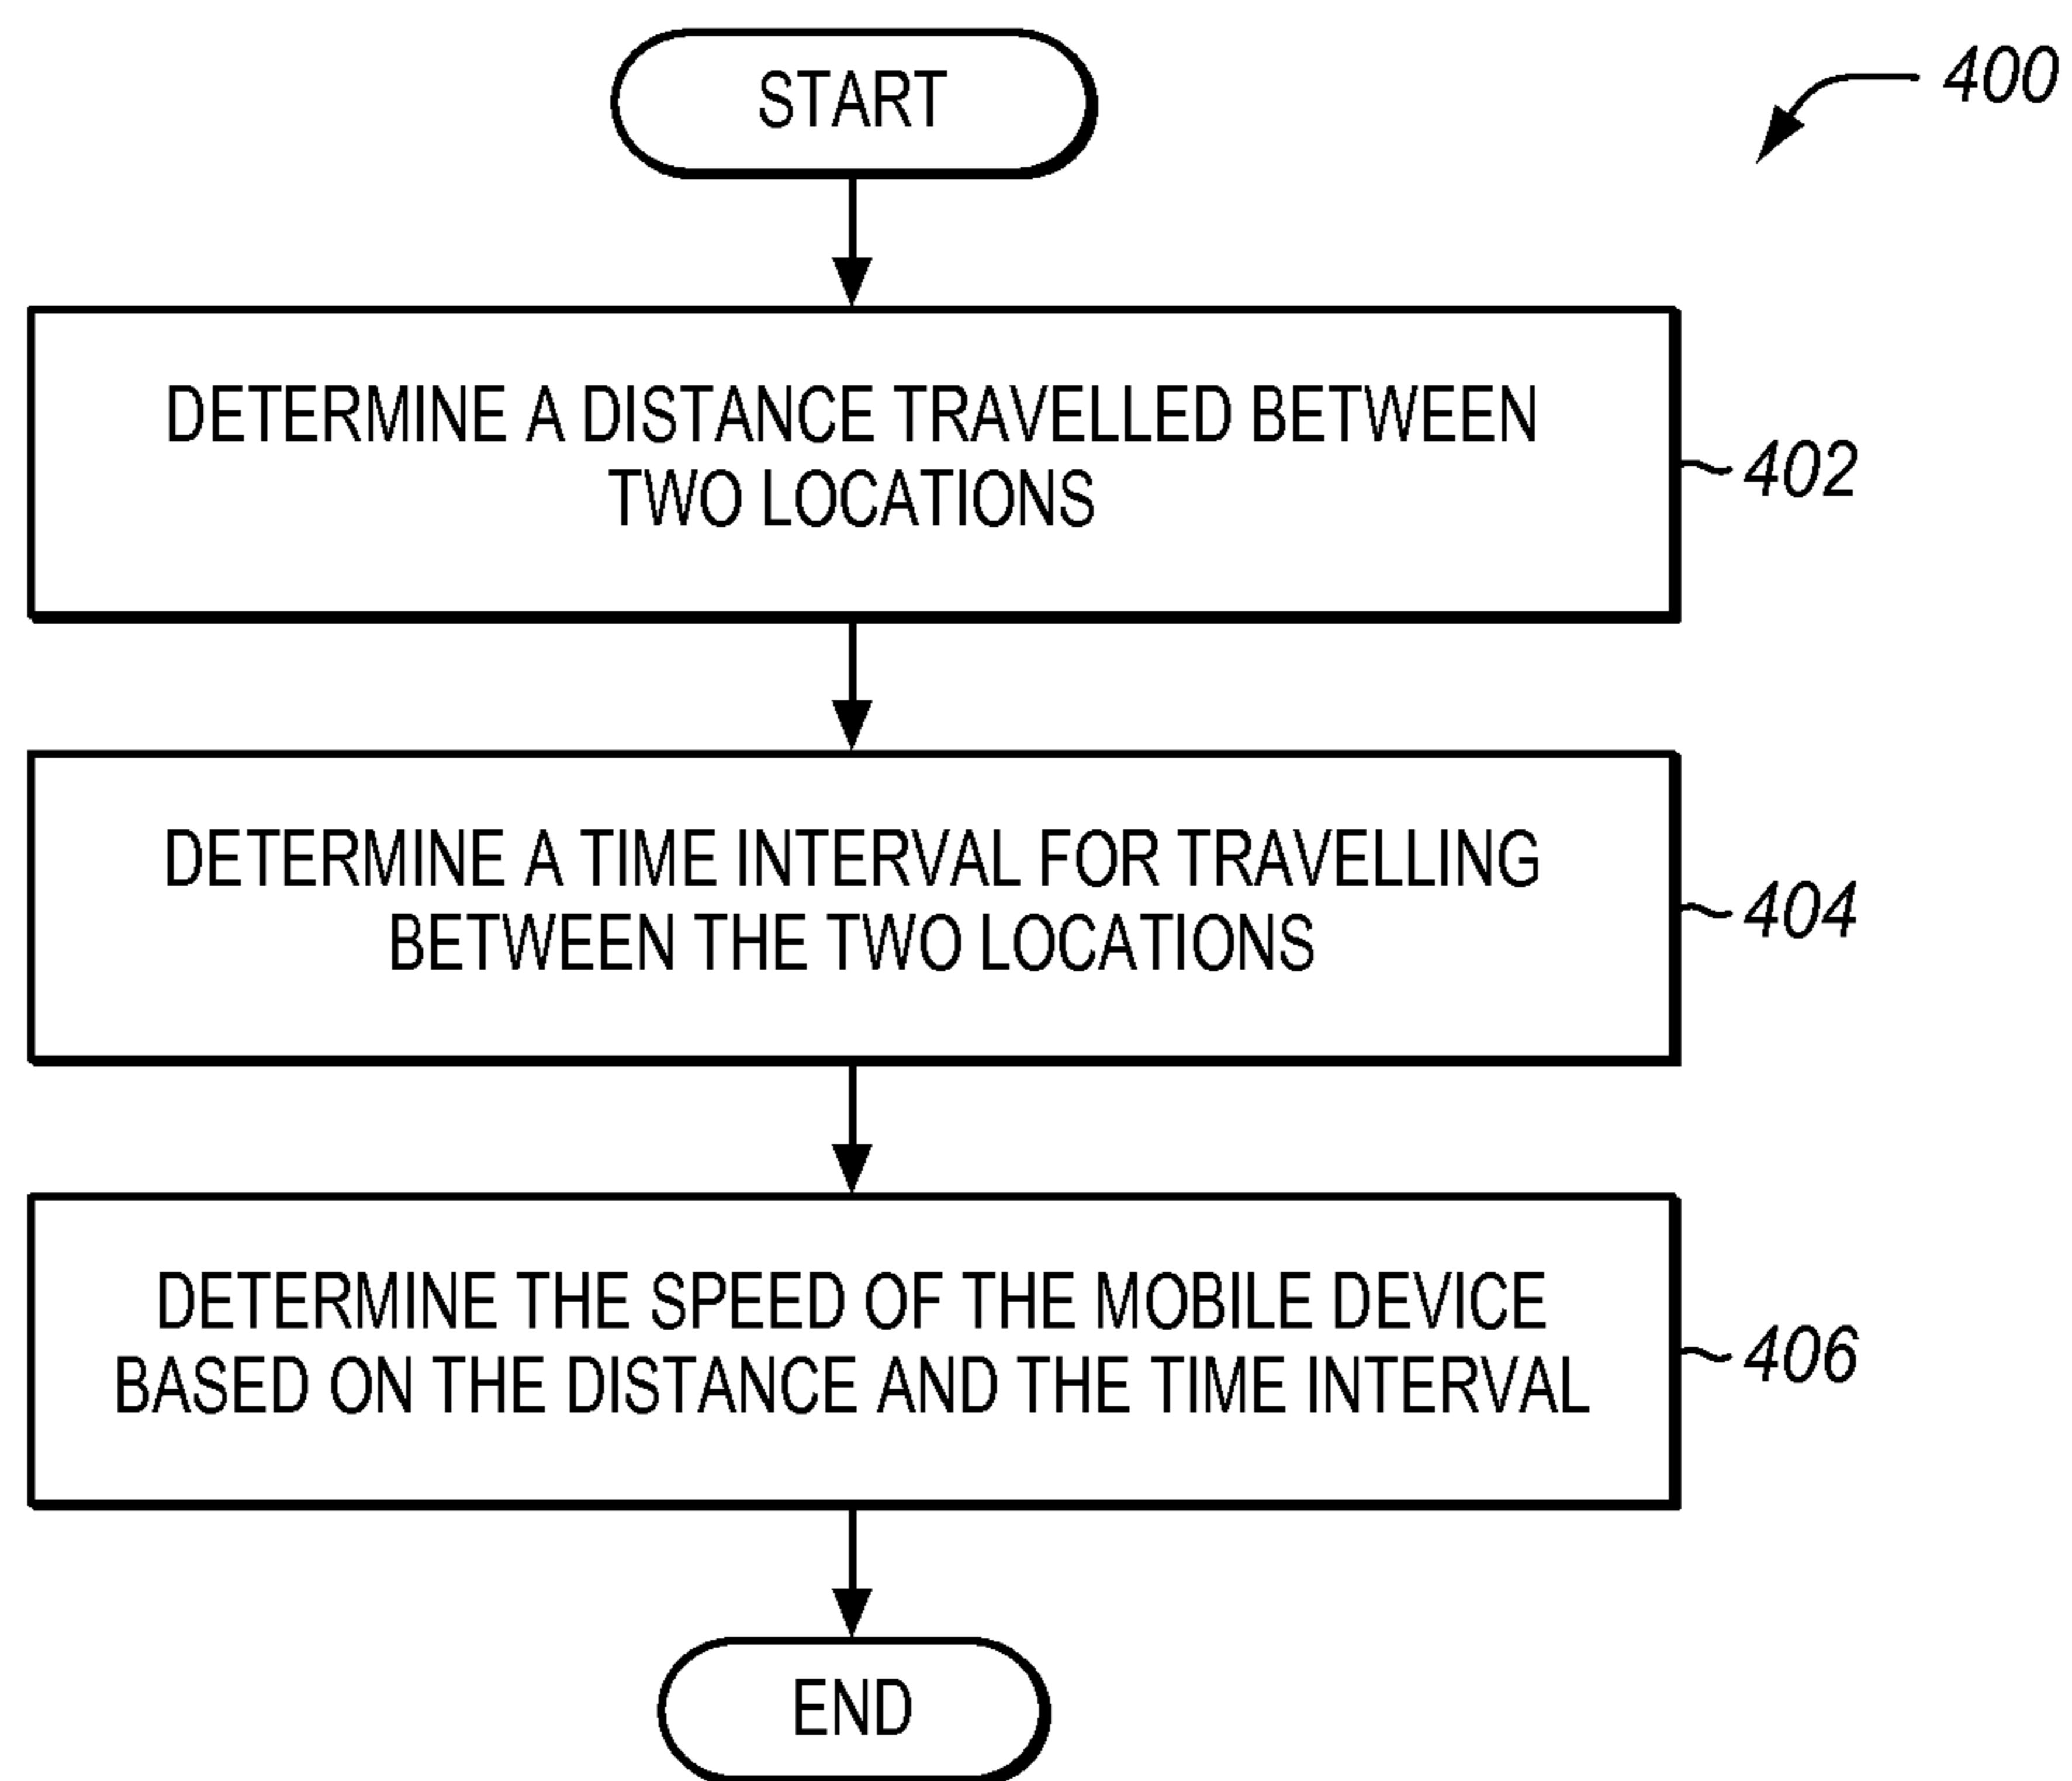 START
400
DETERMINE A DISTANCE TRAVELLED BETWEEN
TWO LOCATIONS
402
DETERMINE A TIME INTERVAL FOR TRAVELLING
BETWEEN THE TWO LOCATIONS
404
DETERMINE THE SPEED OF THE MOBILE DEVICE
BASED ON THE DISTANCE AND THE TIME INTERVAL
406
END